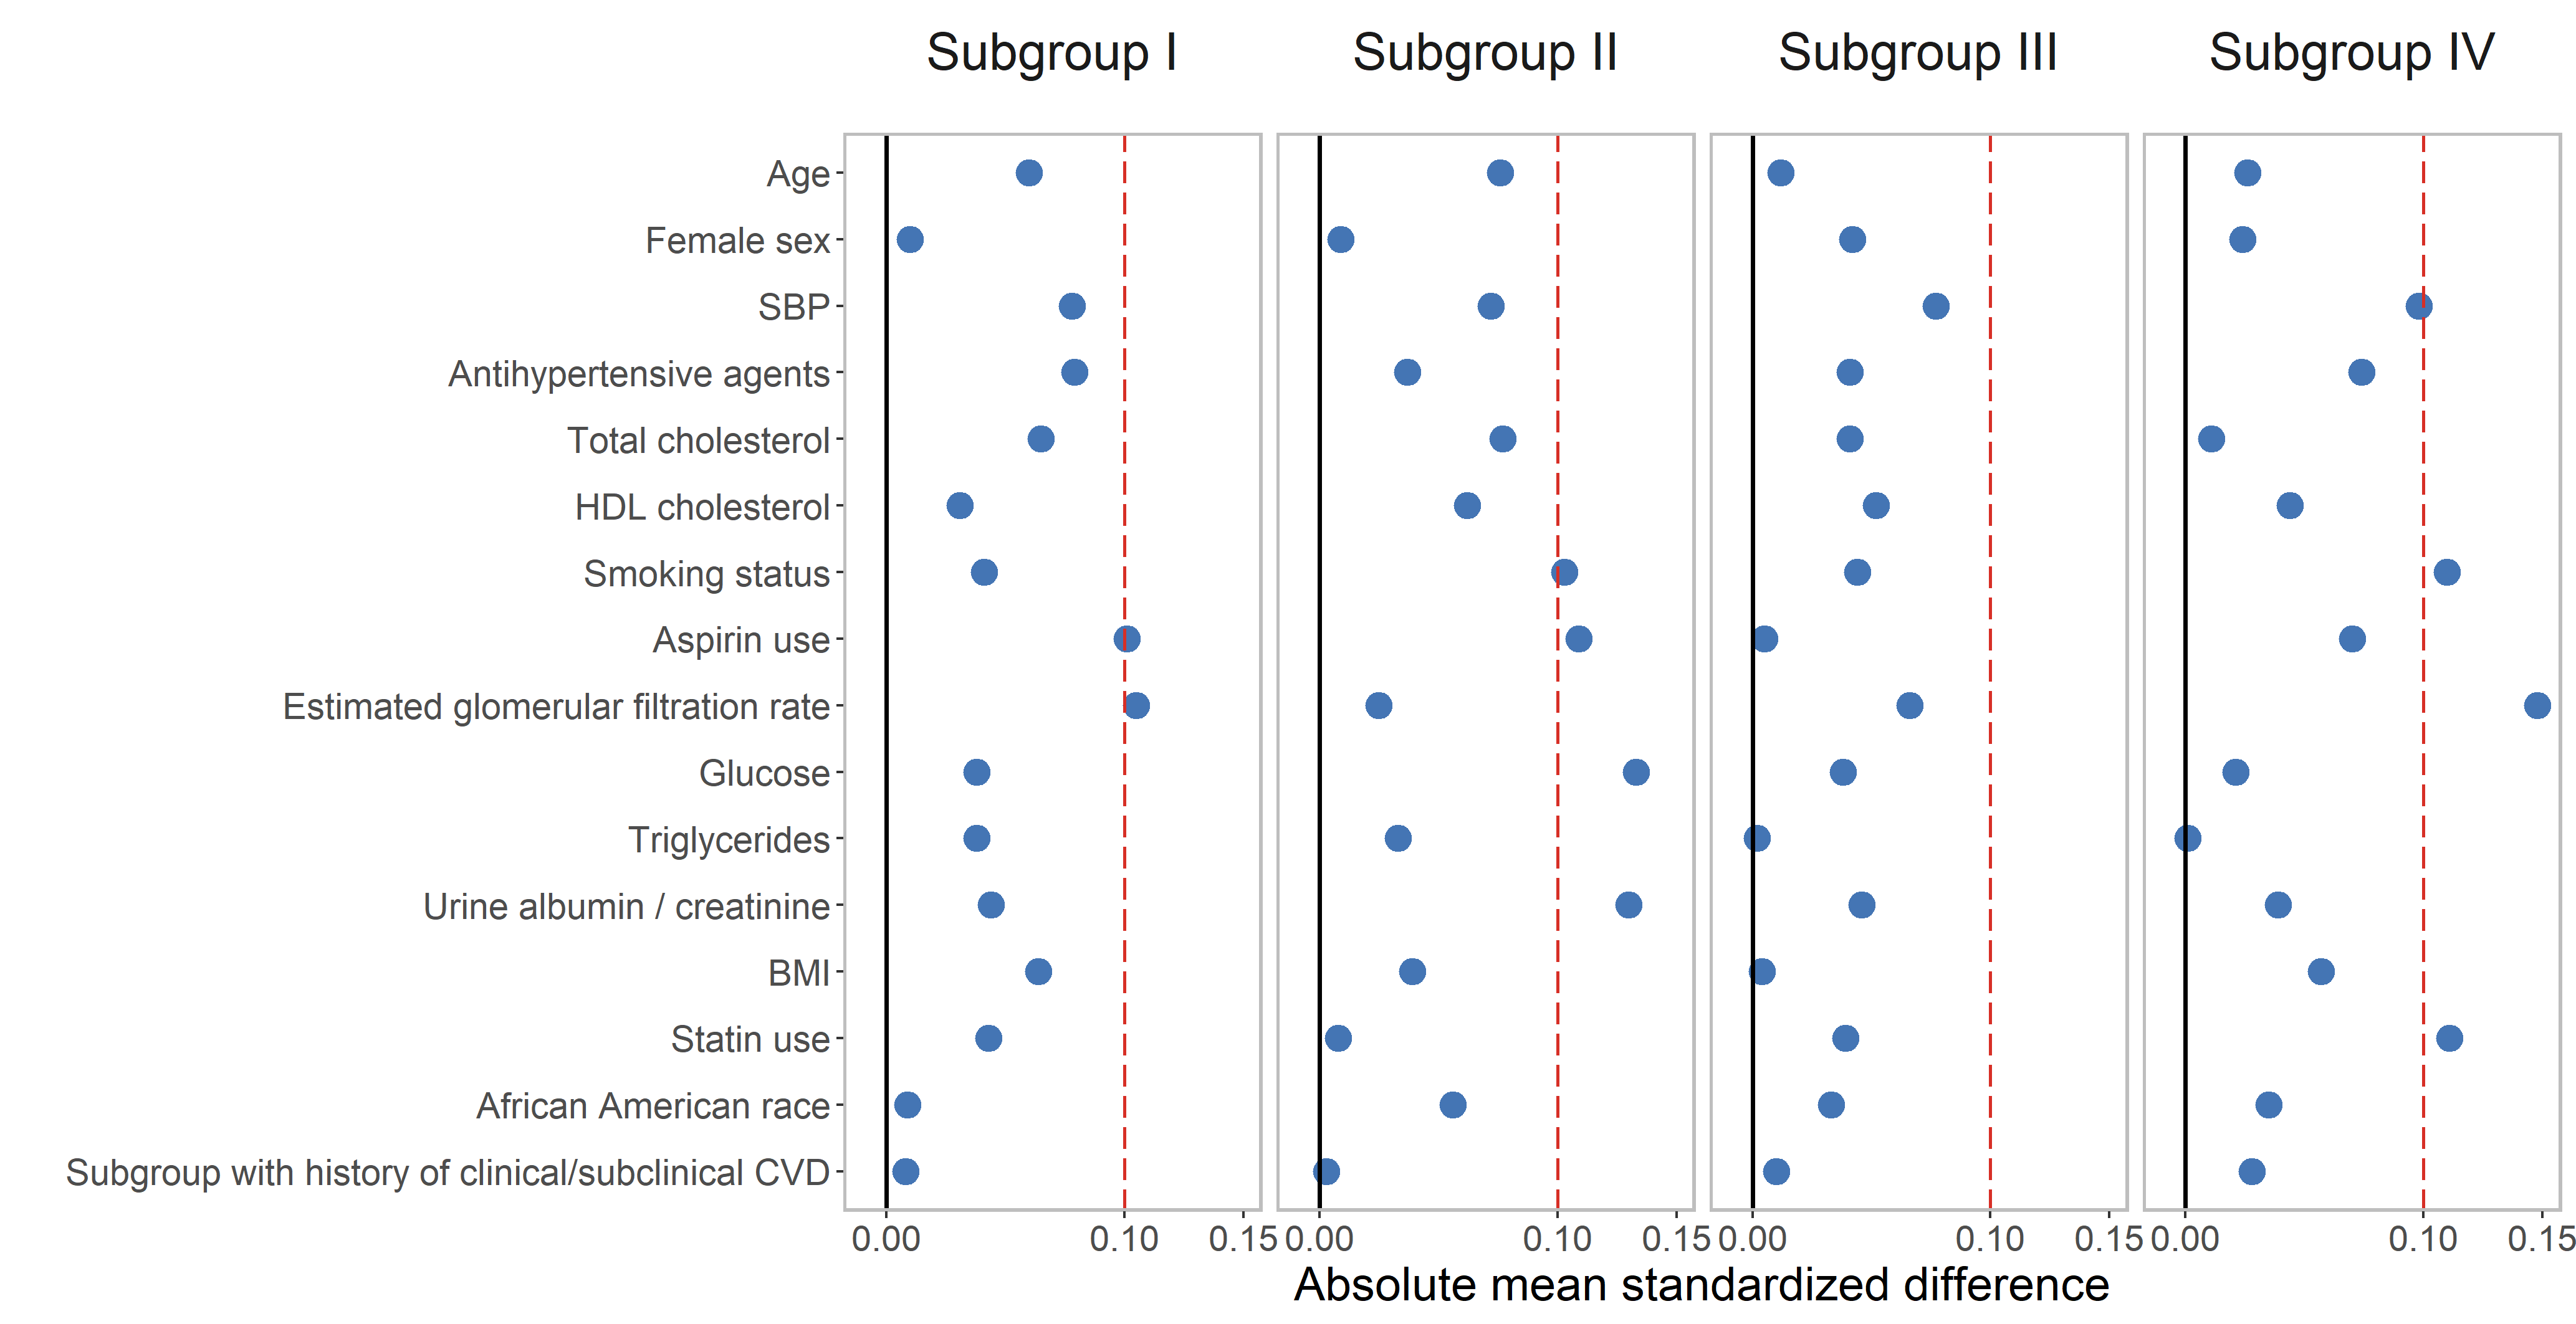 Subgroup I
Subgroup II
Subgroup III
Subgroup IV
Age
Female sex
SBP
Antihypertensive agents
Total cholesterol
HDL cholesterol
Smoking status
Aspirin use
Estimated glomerular filtration rate
Glucose
Triglycerides
Urine albumin / creatinine
BMI
Statin use
African American race
Subgroup with history of clinical/subclinical CVD
0.00 0.10 0.15 0.00 0.10 0.15 0.00 0.10 0.15 0.00 0.10 0.15
Absolute mean standardized difference